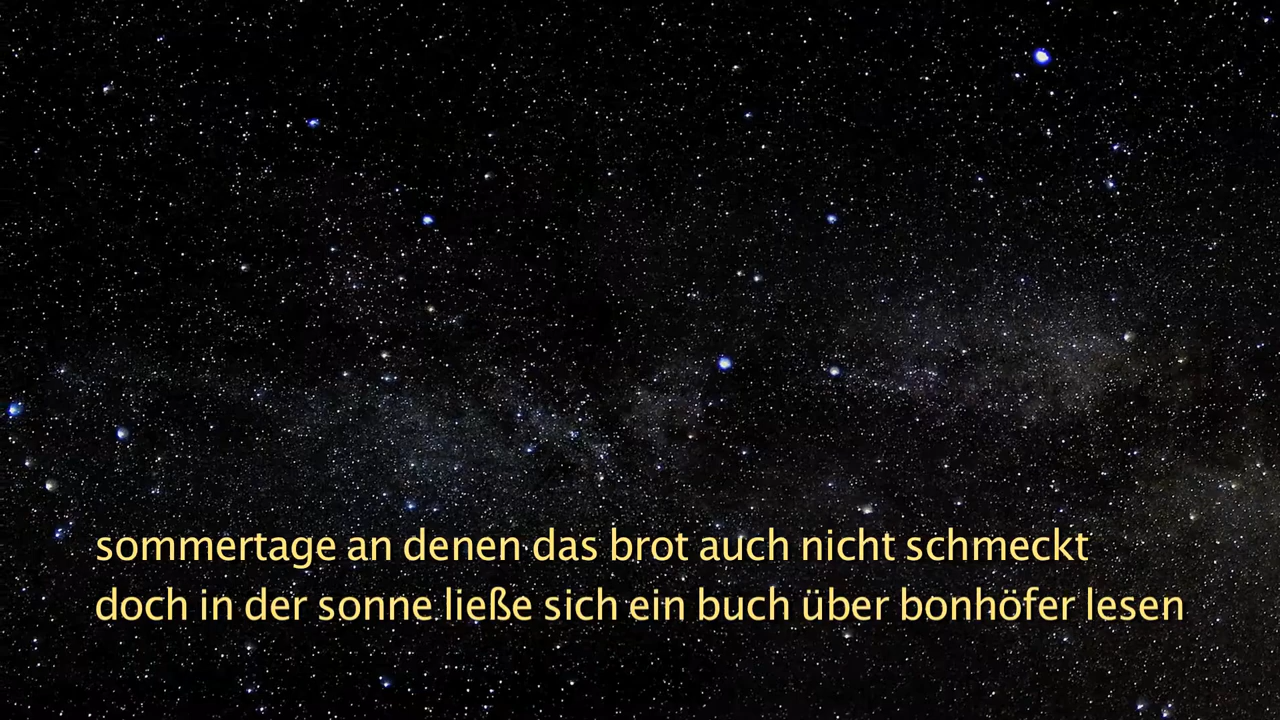 sommertage an denen das brot auch nicht schmeckt
doch in der sonne ließe sich ein buch über bonhöfer lesen